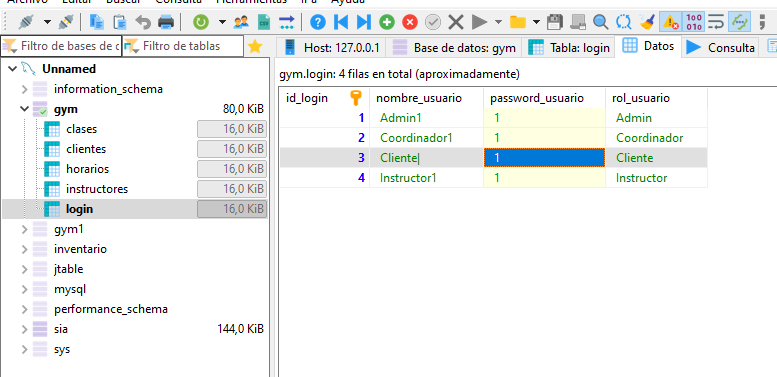 Archivo Editar Buscar Consulta Herramientas Ir a Ayuda
Filtro de bases de d
Filtro de tablas
Host: 127.0.0.1
Base de datos: gym
Tabla: login
Datos
Consulta
Unnamed
information_schema
gym 80,0 KiB
clases 16,0 KiB
clientes 16,0 KiB
horarios 16,0 KiB
instructores 16,0 KiB
login 16,0 KiB
gym1
inventario
jtable
mysql
performance_schema
sia 144,0 KiB
sys
gym.login: 4 filas en total (aproximadamente)
id_login nombre_usuario password_usuario rol_usuario
1 Admin1 1 Admin
2 Coordinador1 1 Coordinador
3 Cliente| 1 Cliente
4 Instructor1 1 Instructor